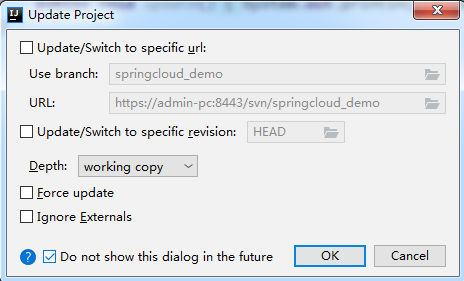 Update Project
Update/Switch to specific url:
Use branch: springcloud_demo
URL: https://admin-pc:8443/svn/springcloud_demo
Update/Switch to specific revision: HEAD
Depth: working copy
Force update
Ignore Externals
? Do not show this dialog in the future OK Cancel